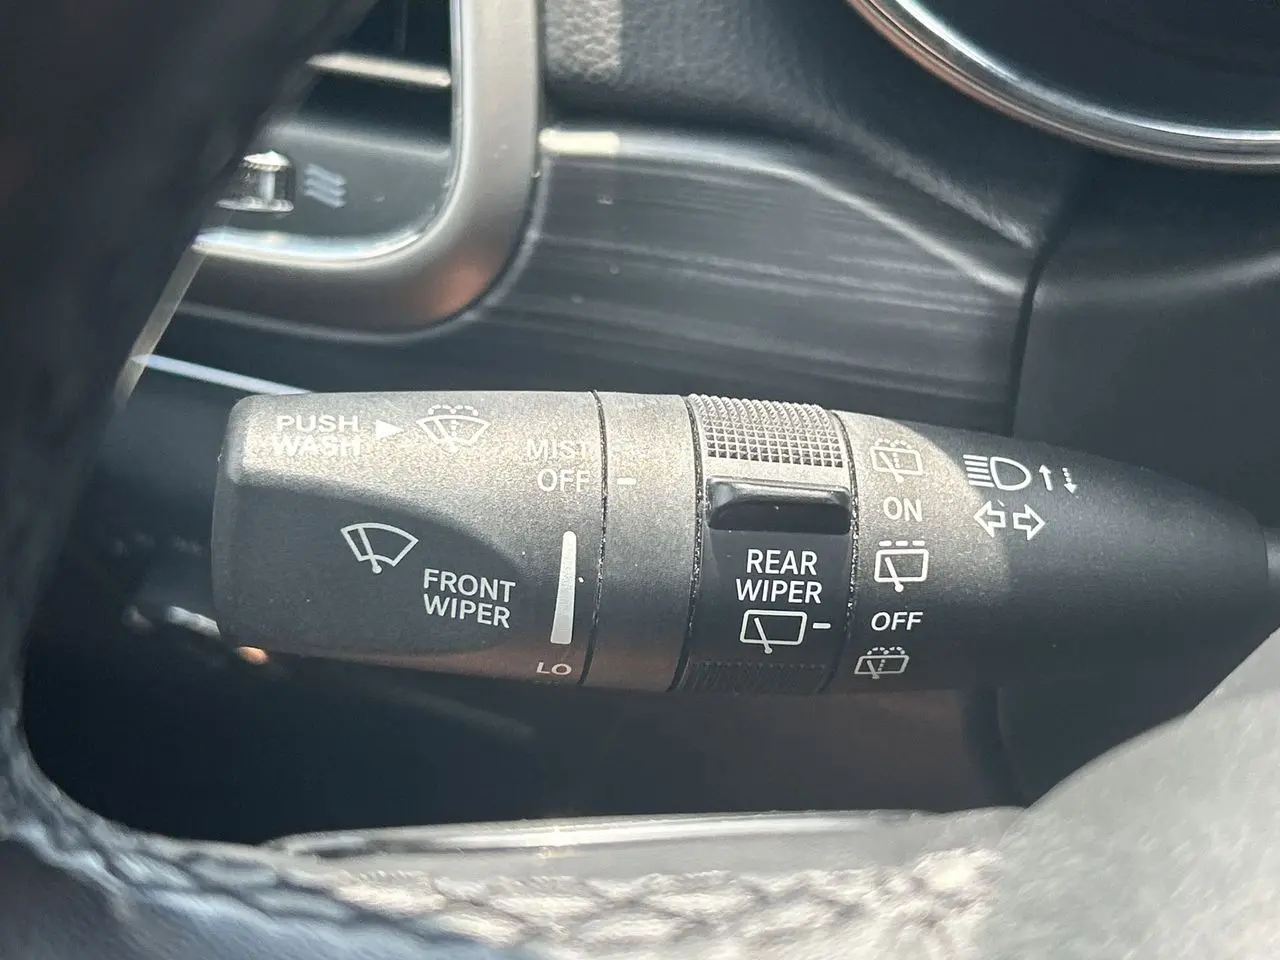 PUSH
WASH
MIST
OFF
FRONT
WIPER
LO
REAR
WIPER
ON
OFF